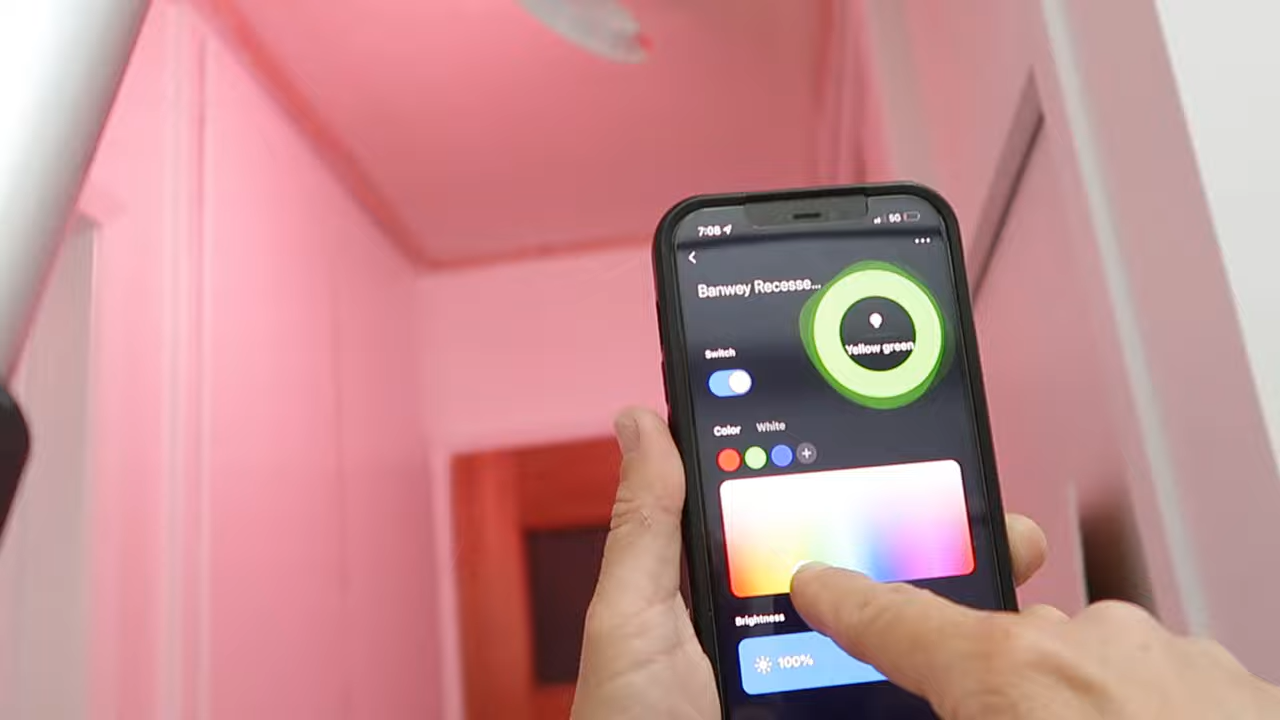 7:08
5G
Banwey Recesse...
Yellow green
Switch
Color White
Brightness
100%